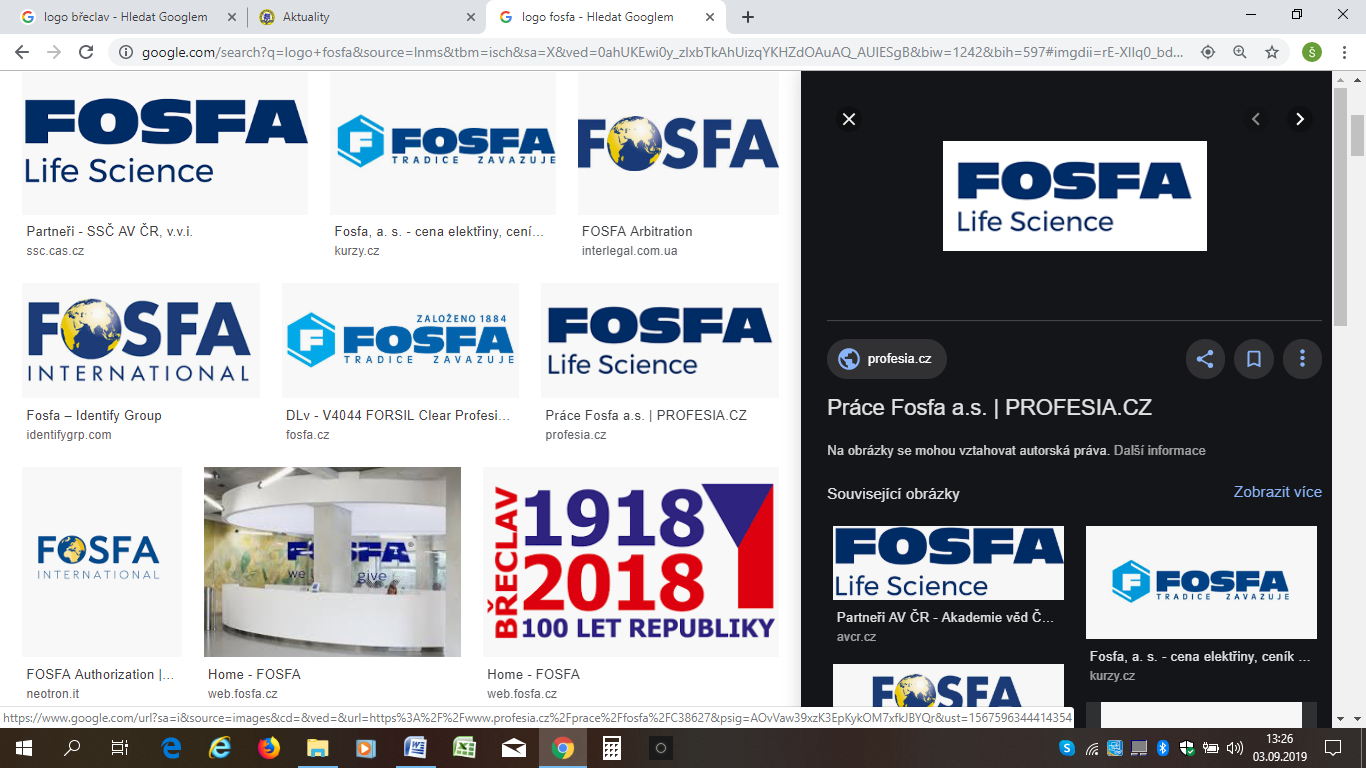 logo břeclav - Hledat Googlem
Aktuality
logo fosfa - Hledat Googlem
google.com/search?q=logo+fosfa&source=lnms&tbm=isch&sa=X&ved=0ahUKEwi0y_zIxbTkAhUizqYKHZdOAuAQ_AUIESgB&biw=1242&bih=597#imgdii=rE-XIlq0_bd...
Š
FOSFA
Life Science
Partneři - SSČ AV ČR, v.v.i.
ssc.cas.cz
FOSFA
TRADICE ZAVAZUJE
Fosfa, a. s. - cena elektřiny, cení...
kurzy.cz
FOSFA
FOSFA Arbitration
interlegal.com.ua
FOSFA
INTERNATIONAL
Fosfa – Identify Group
identifygrp.com
ZALOŽENO 1884
FOSFA
TRADICE ZAVAZUJE
DLv - V4044 FORSIL Clear Profesi...
fosfa.cz
FOSFA
Life Science
Práce Fosfa a.s. | PROFESIA.CZ
profesia.cz
FOSFA
INTERNATIONAL
FOSFA Authorization |...
neotron.it
FOSFA
we give
Home - FOSFA
web.fosfa.cz
BŘECLAV
1918
2018
100 LET REPUBLIKY
Home - FOSFA
web.fosfa.cz
FOSFA
Life Science
profesia.cz
Práce Fosfa a.s. | PROFESIA.CZ
Na obrázky se mohou vztahovat autorská práva. Další informace
Související obrázky
Zobrazit více
FOSFA
Life Science
Partneři AV ČR - Akademie věd Č...
avcr.cz
FOSFA
TRADICE ZAVAZUJE
Fosfa, a. s. - cena elektřiny, ceník ...
kurzy.cz
FOSFA
https://www.google.com/url?sa=i&source=images&cd=&ved=&url=https%3A%2F%2Fwww.profesia.cz%2Fprace%2Ffosfa%2FC38627&psig=AOvVaw39xzK3EpKykOM7xfkJBYQr&ust=1567596344414354
13:26
03.09.2019